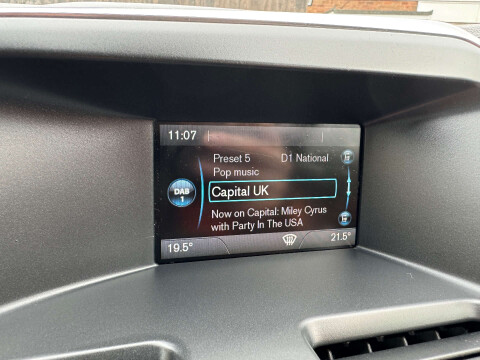 11:07
Preset 5 D1 National
Pop music
DAB
1
Capital UK
Now on Capital: Miley Cyrus
with Party In The USA
19.5° 21.5°